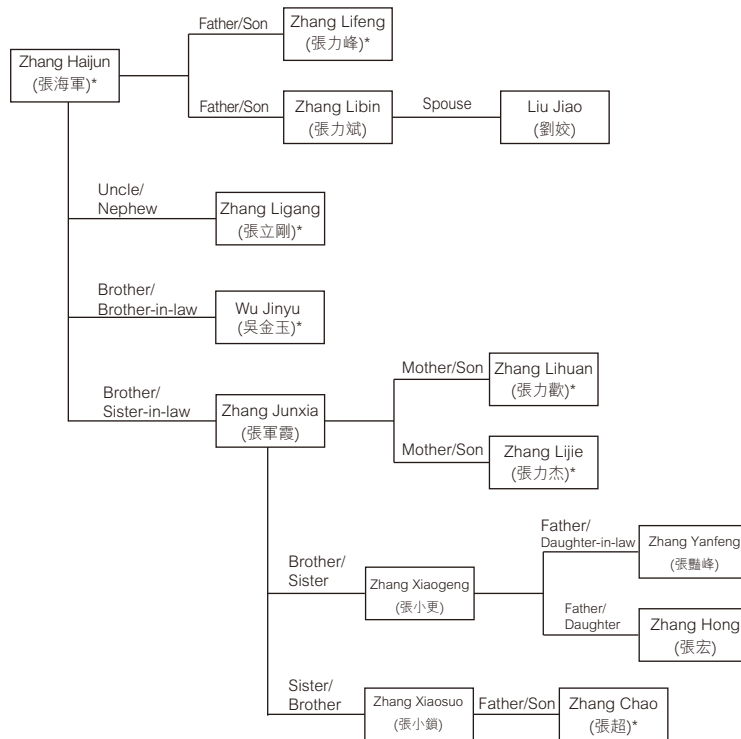 Father/Son
Zhang Lifeng
(張力峰)*
Zhang Haijun
(張海軍)*
Father/Son
Zhang Libin
(張力斌)
Spouse
Liu Jiao
(劉姣)
Uncle/
Nephew
Zhang Ligang
(張立剛)*
Brother/
Brother-in-law
Wu Jinyu
(吳金玉)*
Brother/
Sister-in-law
Zhang Junxia
(張軍霞)
Mother/Son
Zhang Lihuan
(張力歡)*
Mother/Son
Zhang Lijie
(張力杰)*
Brother/
Sister
Zhang Xiaogeng
(張小更)
Father/
Daughter-in-law
Zhang Yanfeng
(張豔峰)
Father/
Daughter
Zhang Hong
(張宏)
Sister/
Brother
Zhang Xiaosuo
(張小鎖)
Father/Son
Zhang Chao
(張超)*